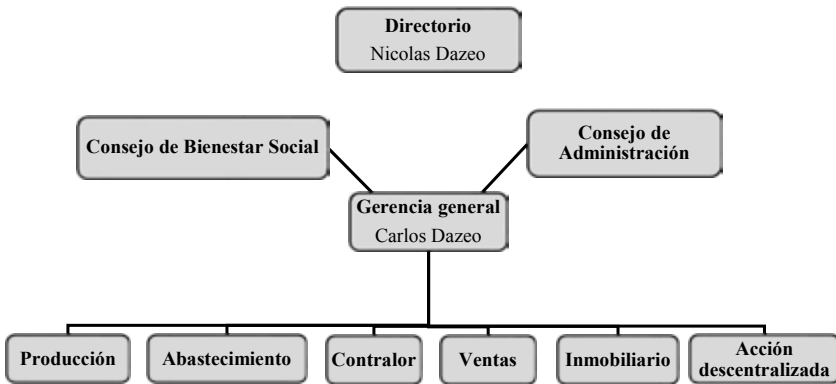 Directorio
Nicolas Dazeo
Consejo de Bienestar Social
Consejo de
Administración
Gerencia general
Carlos Dazeo
Producción
Abastecimiento
Contralor
Ventas
Inmobiliario
Acción
descentralizada